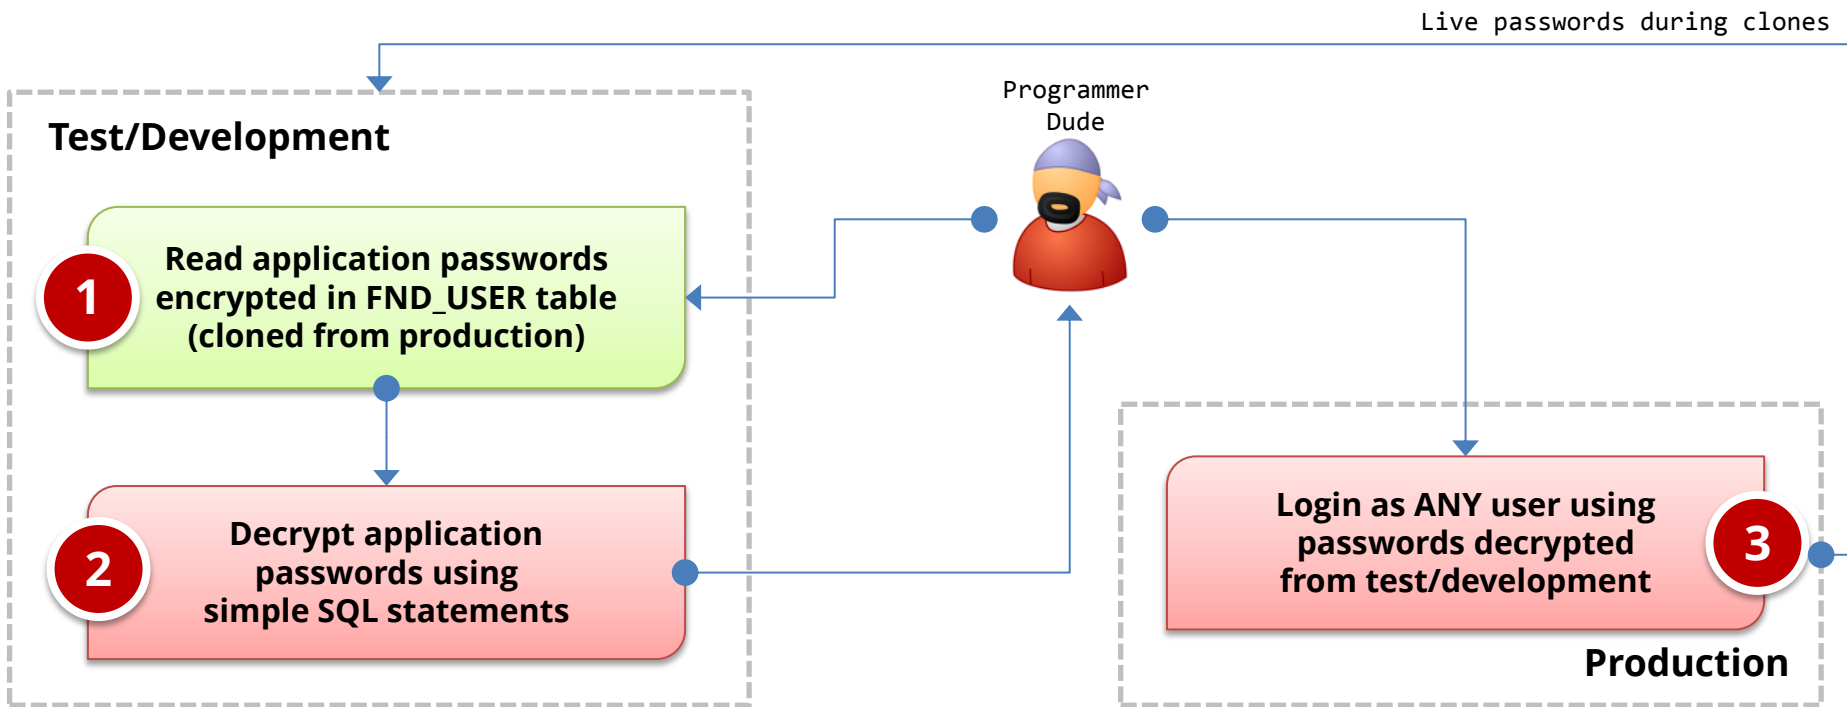 Live passwords during clones
Programmer
Dude
Test/Development
1
Read application passwords
encrypted in FND_USER table
(cloned from production)
2
Decrypt application
passwords using
simple SQL statements
Login as ANY user using
passwords decrypted
from test/development
3
Production